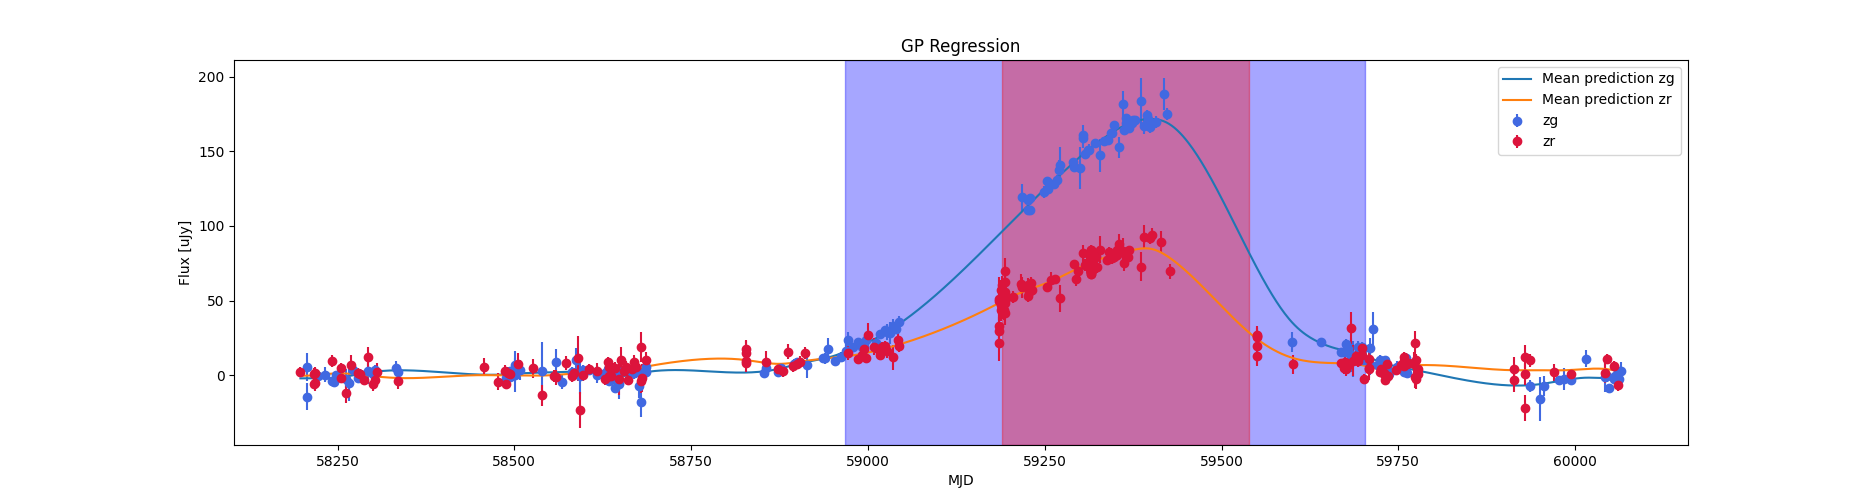 GP Regression
Flux [uJy]
200
150
100
50
0
Mean prediction zg
Mean prediction zr
zg
zr
58250 58500 58750 59000 59250 59500 59750 60000
MJD